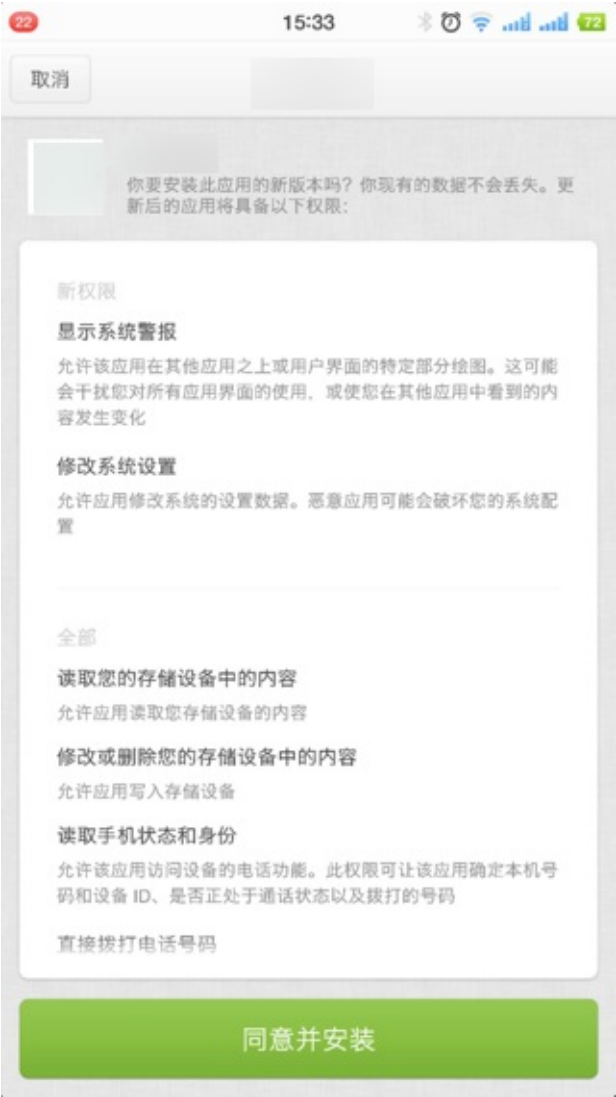 22
15:33
72
取消
你要安装此应用的新版本吗？你现有的数据不会丢失。更
新后的应用将具备以下权限：
新权限
显示系统警报
允许该应用在其他应用之上或用户界面的特定部分绘图。这可能
会干扰您对所有应用界面的使用，或使您在其他应用中看到的内
容发生变化
修改系统设置
允许应用修改系统的设置数据。恶意应用可能会破坏您的系统配
置
全部
读取您的存储设备中的内容
允许应用读取您存储设备的内容
修改或删除您的存储设备中的内容
允许应用写入存储设备
读取手机状态和身份
允许该应用访问设备的电话功能。此权限可让该应用确定本机号
码和设备 ID、是否正处于通话状态以及拨打的号码
直接拨打电话号码
同意并安装